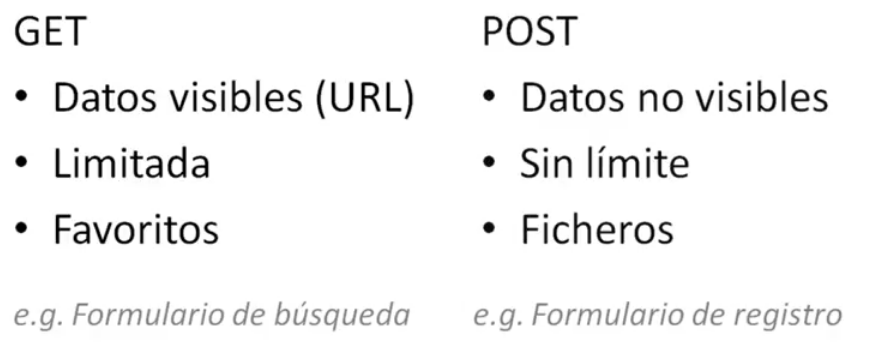 GET
• Datos visibles (URL)
• Limitada
• Favoritos
e.g. Formulario de búsqueda
POST
• Datos no visibles
• Sin límite
• Ficheros
e.g. Formulario de registro